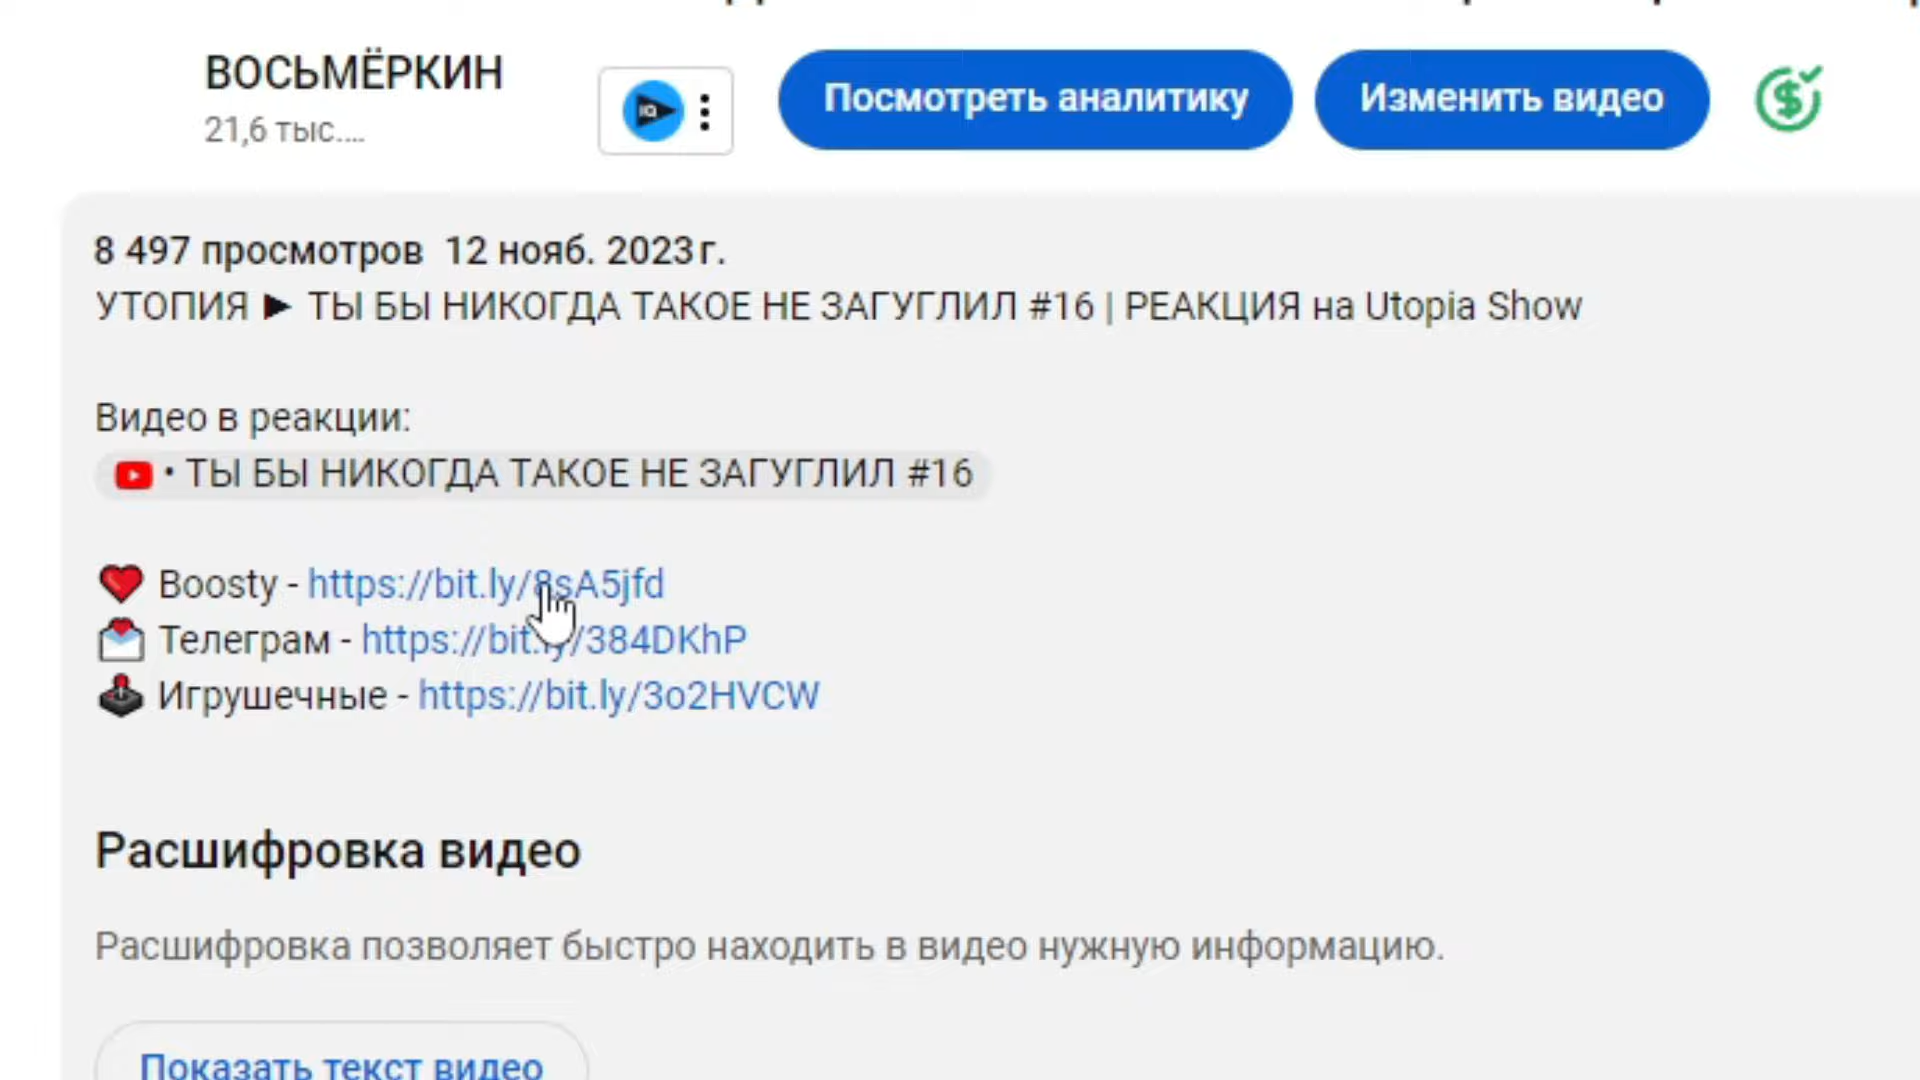 ВОСЬМЁРКИН
21,6 тыс....
IQ
Посмотреть аналитику
Изменить видео
8 497 просмотров 12 нояб. 2023 г.
УТОПИЯ ► ТЫ БЫ НИКОГДА ТАКОЕ НЕ ЗАГУГЛИЛ #16 | РЕАКЦИЯ на Utopia Show
Видео в реакции:
• ТЫ БЫ НИКОГДА ТАКОЕ НЕ ЗАГУГЛИЛ #16
Boosty - https://bit.ly/8sA5jfd
Телеграм - https://bit.ly/384DKhP
Игрушечные - https://bit.ly/3o2HVCW
Расшифровка видео
Расшифровка позволяет быстро находить в видео нужную информацию.
Показать текст видео